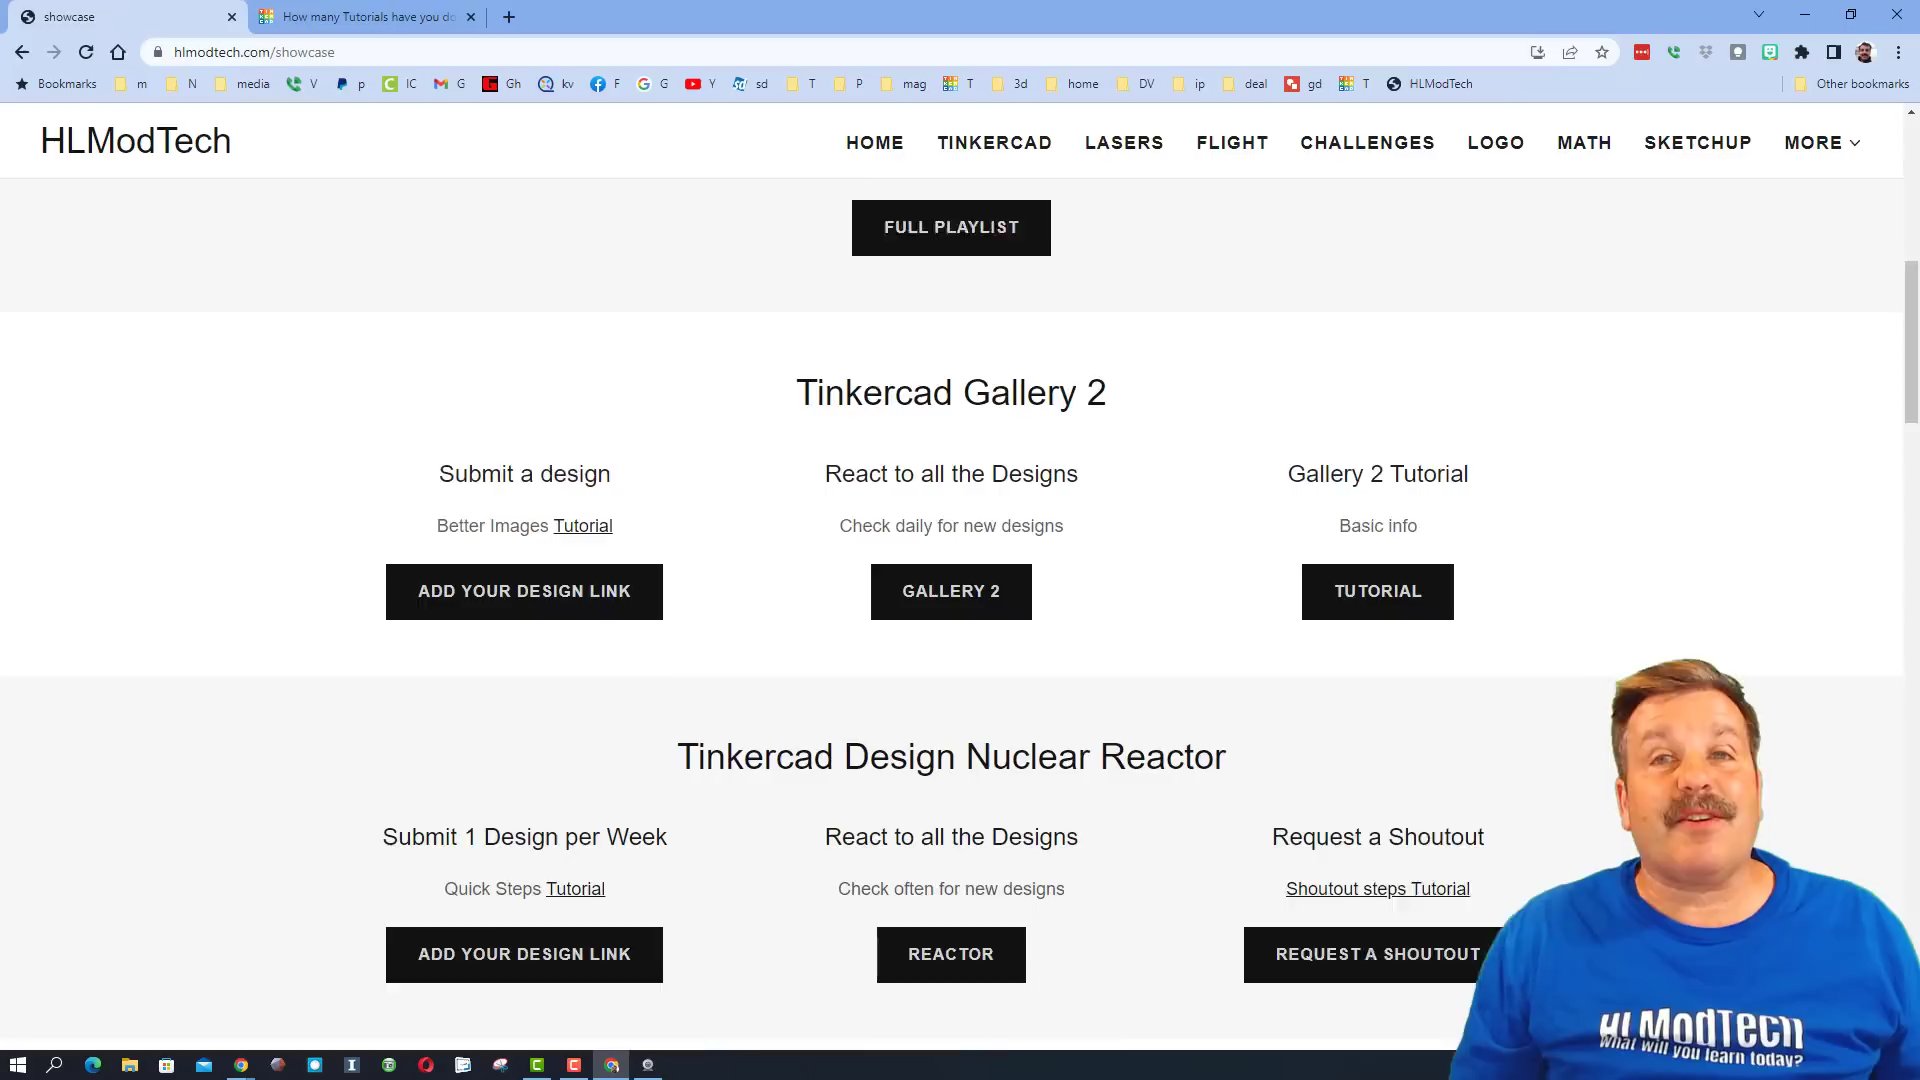 showcase
How many Tutorials have you do
hlmodtech.com/showcase
Bookmarks m N media V p IC G Gh kv F G Y sd T P mag T 3d home DV ip deal gd T HLModTech Other bookmarks
HLModTech
HOME TINKERCAD LASERS FLIGHT CHALLENGES LOGO MATH SKETCHUP MORE
FULL PLAYLIST
Tinkercad Gallery 2
Submit a design React to all the Designs Gallery 2 Tutorial
Better Images Tutorial Check daily for new designs Basic info
ADD YOUR DESIGN LINK GALLERY 2 TUTORIAL
Tinkercad Design Nuclear Reactor
Submit 1 Design per Week React to all the Designs Request a Shoutout
Quick Steps Tutorial Check often for new designs Shoutout steps Tutorial
ADD YOUR DESIGN LINK REACTOR REQUEST A SHOUTOUT
HLModTech
What will you learn today?